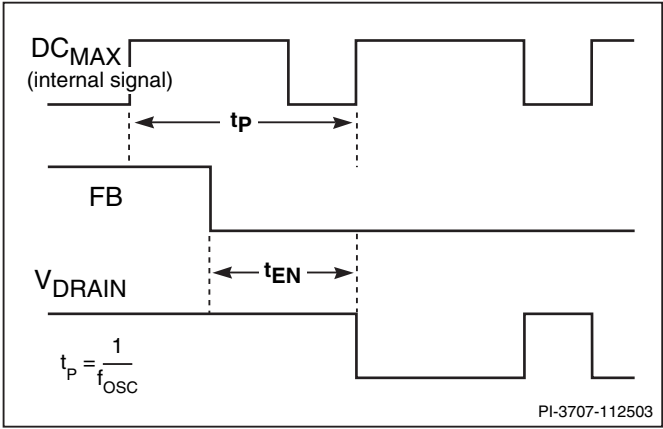 DCMAX
(internal signal)
tP
FB
tEN
VDRAIN
tP = 1/fOSC
PI-3707-112503